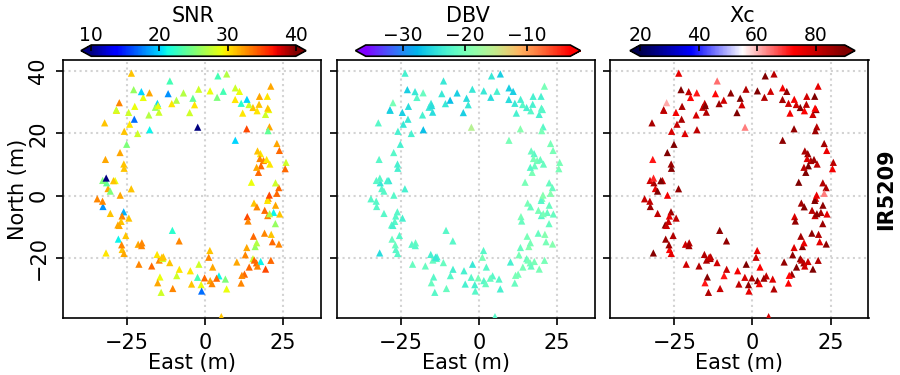 SNR DBV Xc
10 20 30 40 −30 −20 −10 20 40 60 80
40
20
0
−20
North (m)
−25 0 25 −25 0 25 −25 0 25
East (m) East (m) East (m)
IR5209